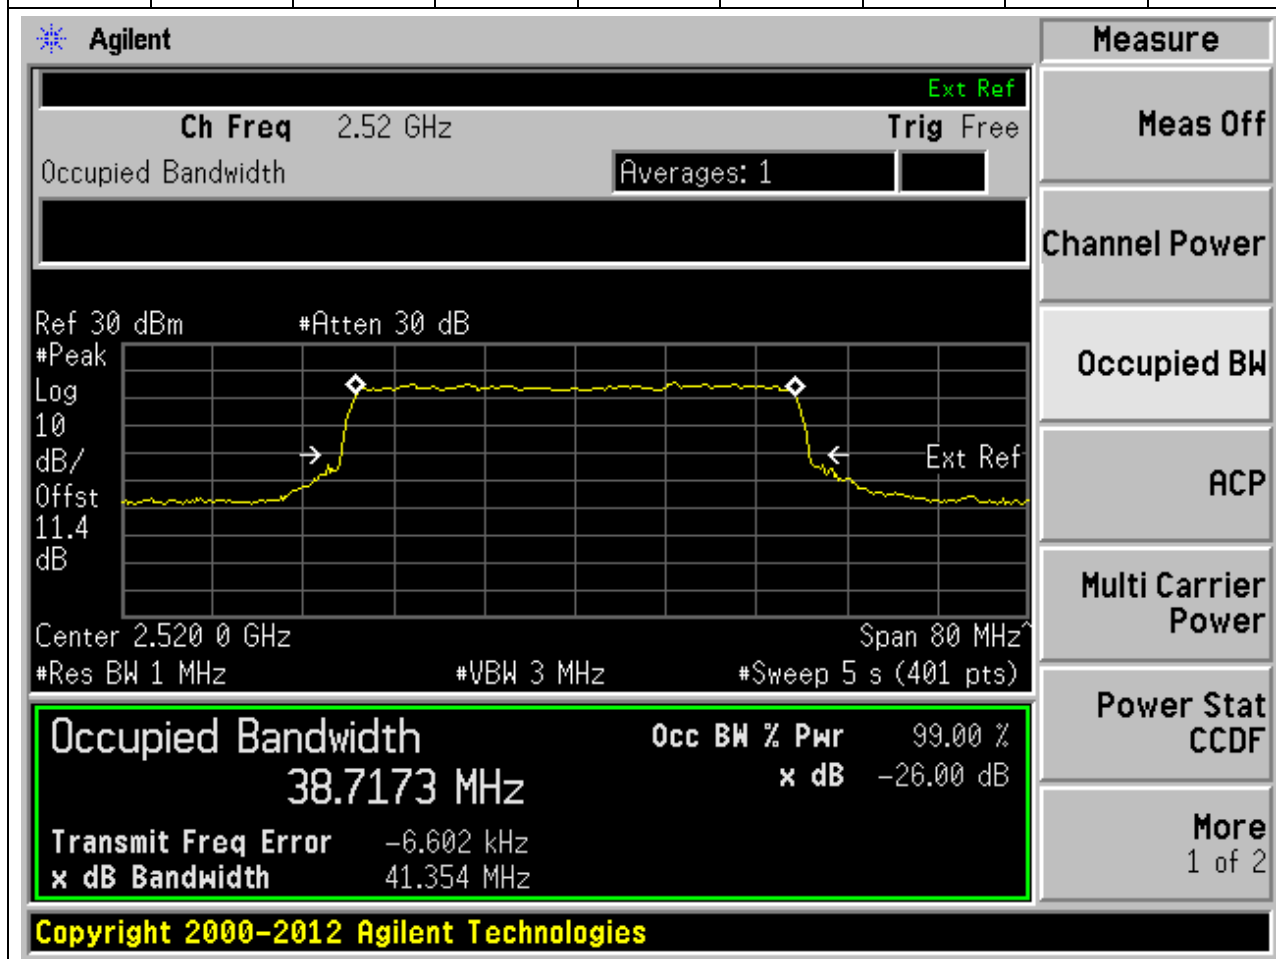 Agilent
Measure
Ext Ref
Ch Freq 2.52 GHz Trig Free
Meas Off
Occupied Bandwidth Averages: 1
Channel Power
Ref 30 dBm #Atten 30 dB
#Peak
Log
10
dB/
Offst
11.4
dB
Ext Ref
Occupied BW
ACP
Center 2.520 0 GHz Span 80 MHz^
#Res BW 1 MHz #VBW 3 MHz #Sweep 5 s (401 pts)
Multi Carrier
Power
Occupied Bandwidth Occ BW % Pwr 99.00 %
38.7173 MHz x dB -26.00 dB
Transmit Freq Error -6.602 kHz
x dB Bandwidth 41.354 MHz
Power Stat
CCDF
More
1 of 2
Copyright 2000-2012 Agilent Technologies